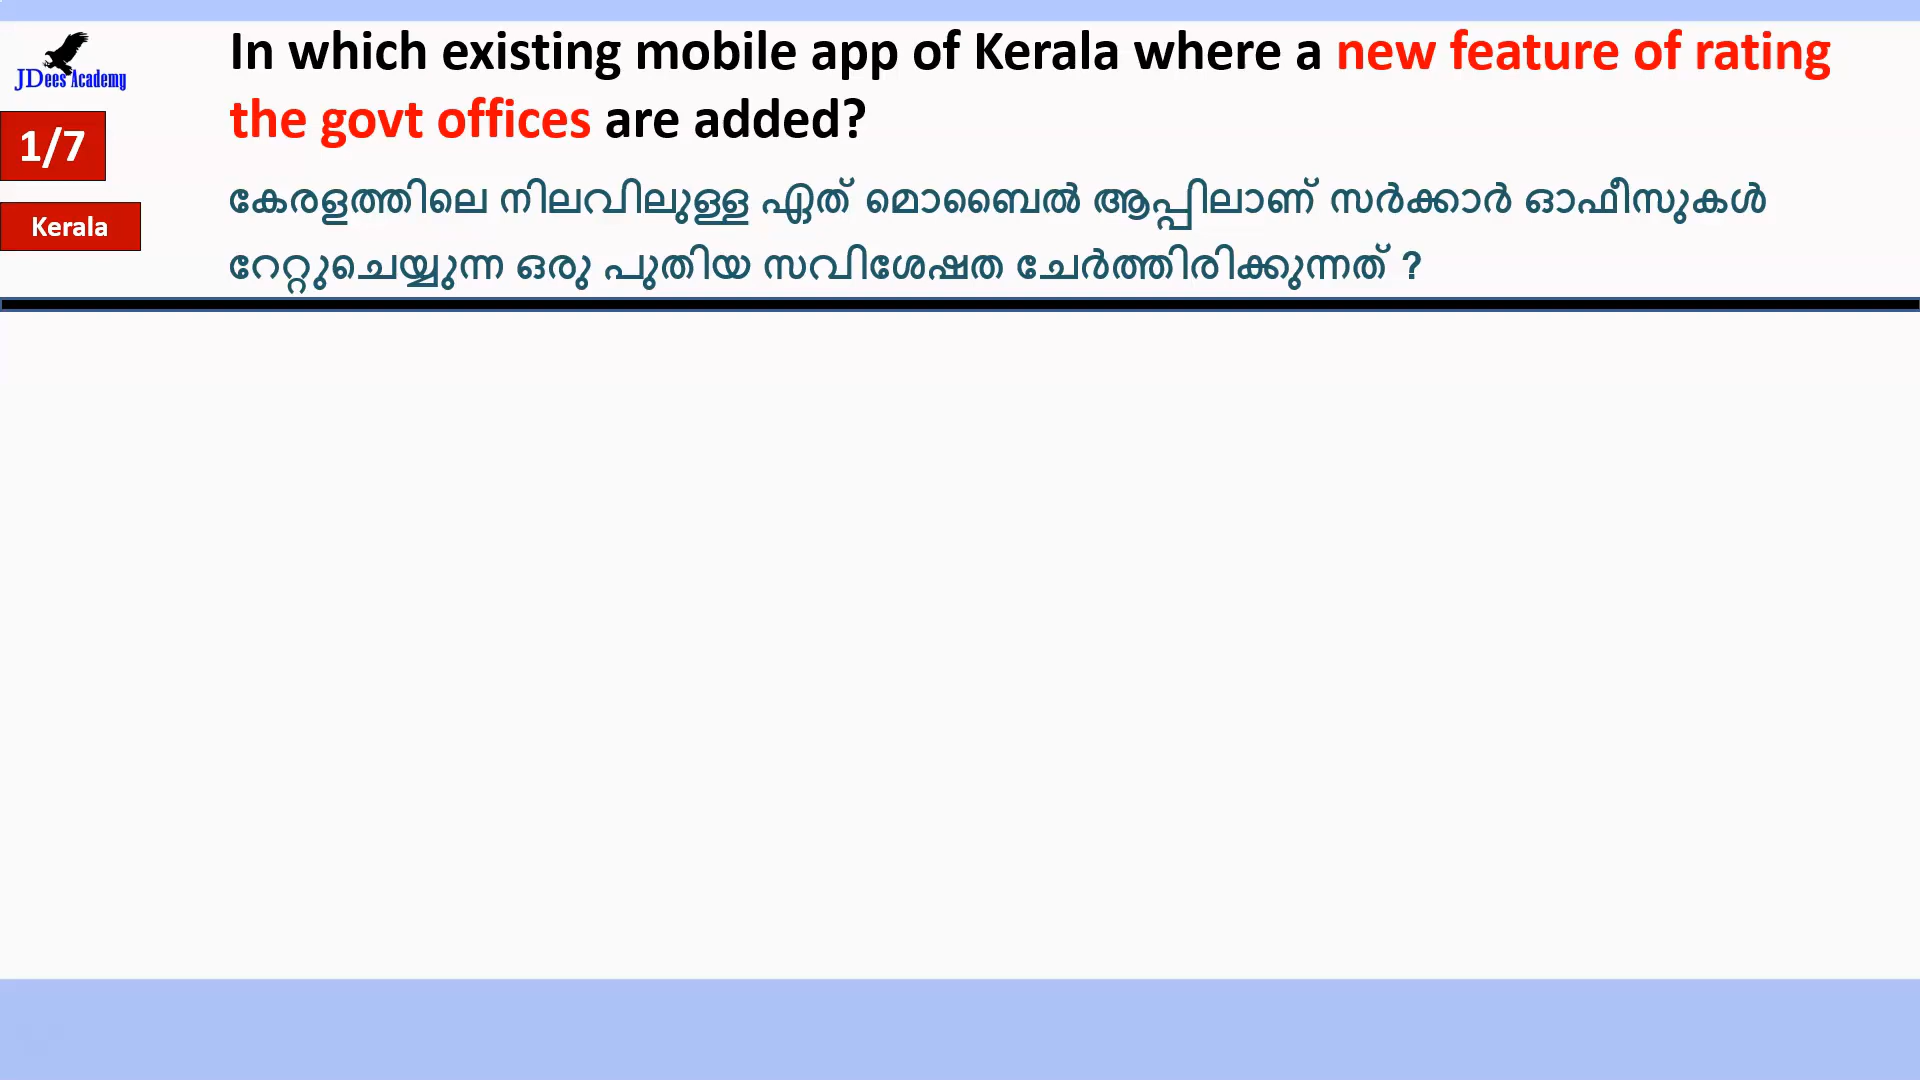 In which existing mobile app of Kerala where a new feature of rating
the govt offices are added?
JDees Academy
1/7
Kerala
കേരളത്തിലെ നിലവിലുള്ള ഏത് മൊബൈൽ ആപ്പിലാണ് സർക്കാർ ഓഫീസുകൾ
റേറ്റുചെയ്യുന്ന ഒരു പുതിയ സവിശേഷത ചേർത്തിരിക്കുന്നത് ?